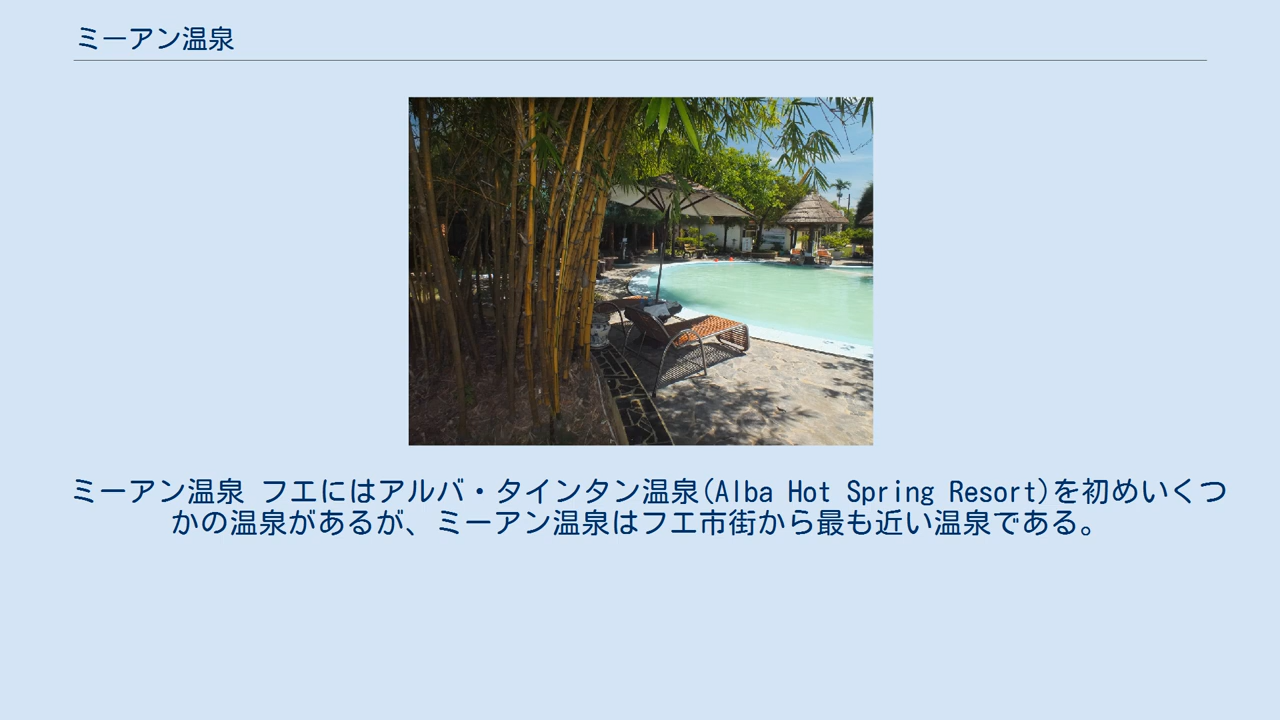 ミーアン温泉
ミーアン温泉 フエにはアルバ・タインタン温泉(Alba Hot Spring Resort)を初めいくつ
かの温泉があるが、ミーアン温泉はフエ市街から最も近い温泉である。